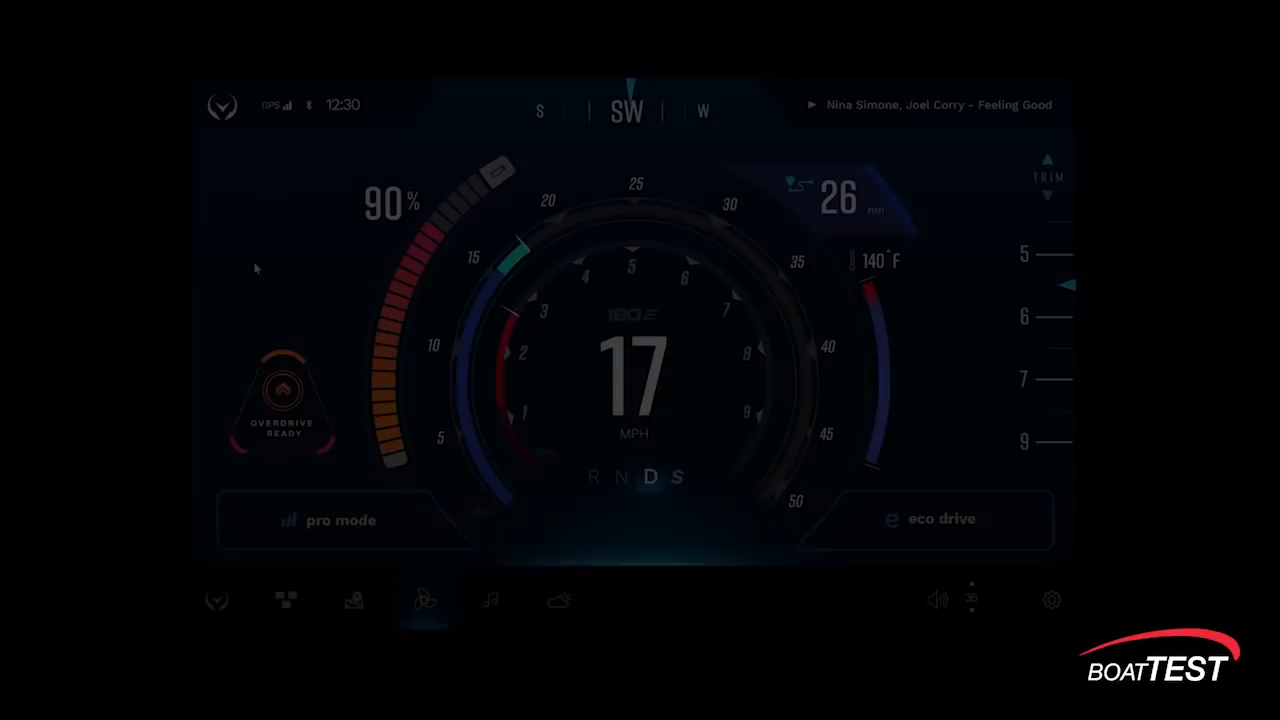 GPS 12:30
S SW W
Nina Simone, Joel Corry - Feeling Good
90%
25
20
30
26
nm
TRIM
15
35
140°F
5
4
5
6
3
7
180E
6
10
2
17
8
40
7
1
9
OVERDRIVE
READY
5
MPH
45
9
R N D S
50
pro mode
eco drive
35
BOATTEST